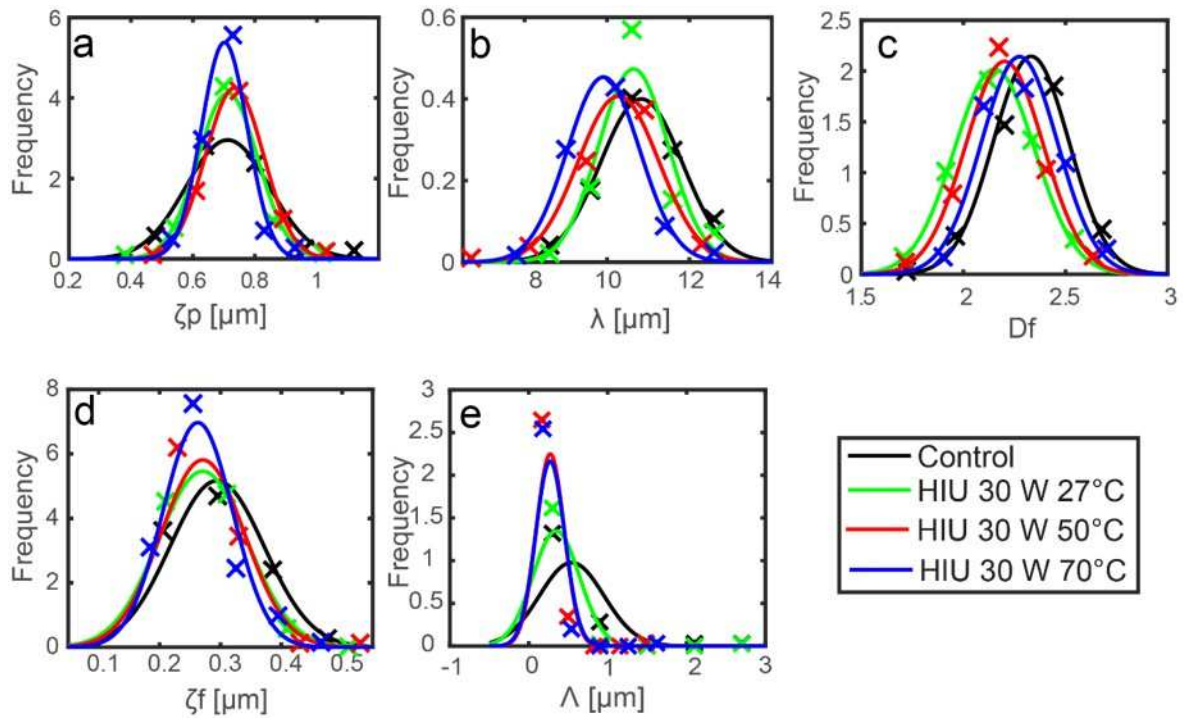 a
Frequency
6
4
2
0
0.2
0.4
0.6
0.8
1
ζp [µm]
b
Frequency
0.6
0.4
0.2
0
8
10
12
14
λ [µm]
c
Frequency
2.5
2
1.5
1
0.5
0
1.5
2
2.5
3
Df
d
Frequency
8
6
4
2
0
0.1
0.2
0.3
0.4
0.5
ζf [µm]
e
Frequency
3
2.5
2
1.5
1
0.5
0
-1
0
1
2
3
Λ [µm]
Control
HIU 30 W 27°C
HIU 30 W 50°C
HIU 30 W 70°C